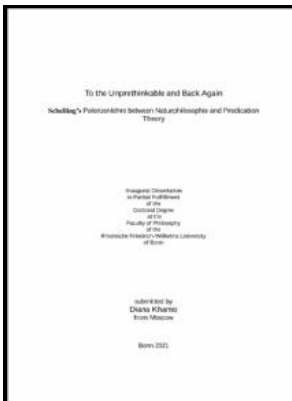 To the Unprethinkable and Back Again
Schelling's Potenzenlehre between Naturphilosophie and Predication
Theory
Inaugural Dissertation
in Partial Fulfillment
of the
Doctoral Degree
at the
Faculty of Philosophy
of the
Rheinische Friedrich-Wilhelms University
of Bonn
submitted by
Diana Khamis
from Moscow
Bonn 2021